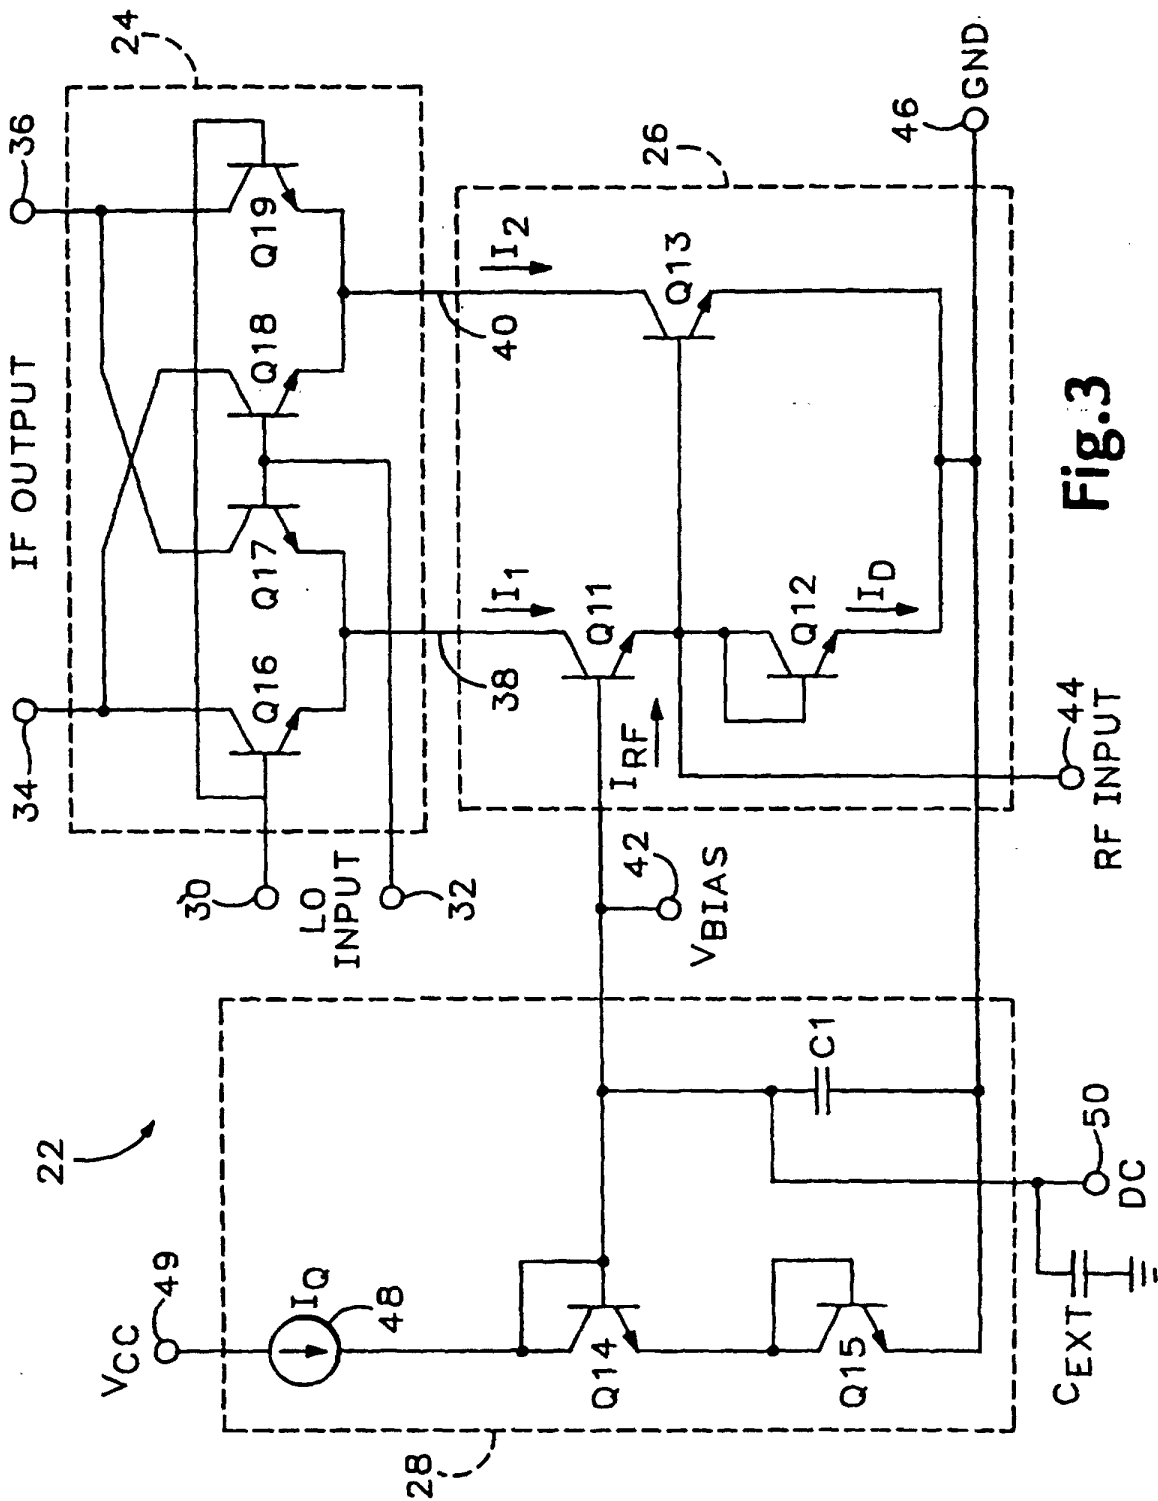 22
VCC
49
IQ
48
28
Q14
Q15
C1
CEXT
50
DC
34
IF OUTPUT
36
24
Q16
Q17
Q18
Q19
30
LO
INPUT
32
38
40
I1
I2
26
Q11
Q13
IRF
Q12
ID
42
VBIAS
44
RF INPUT
46
GND
Fig.3